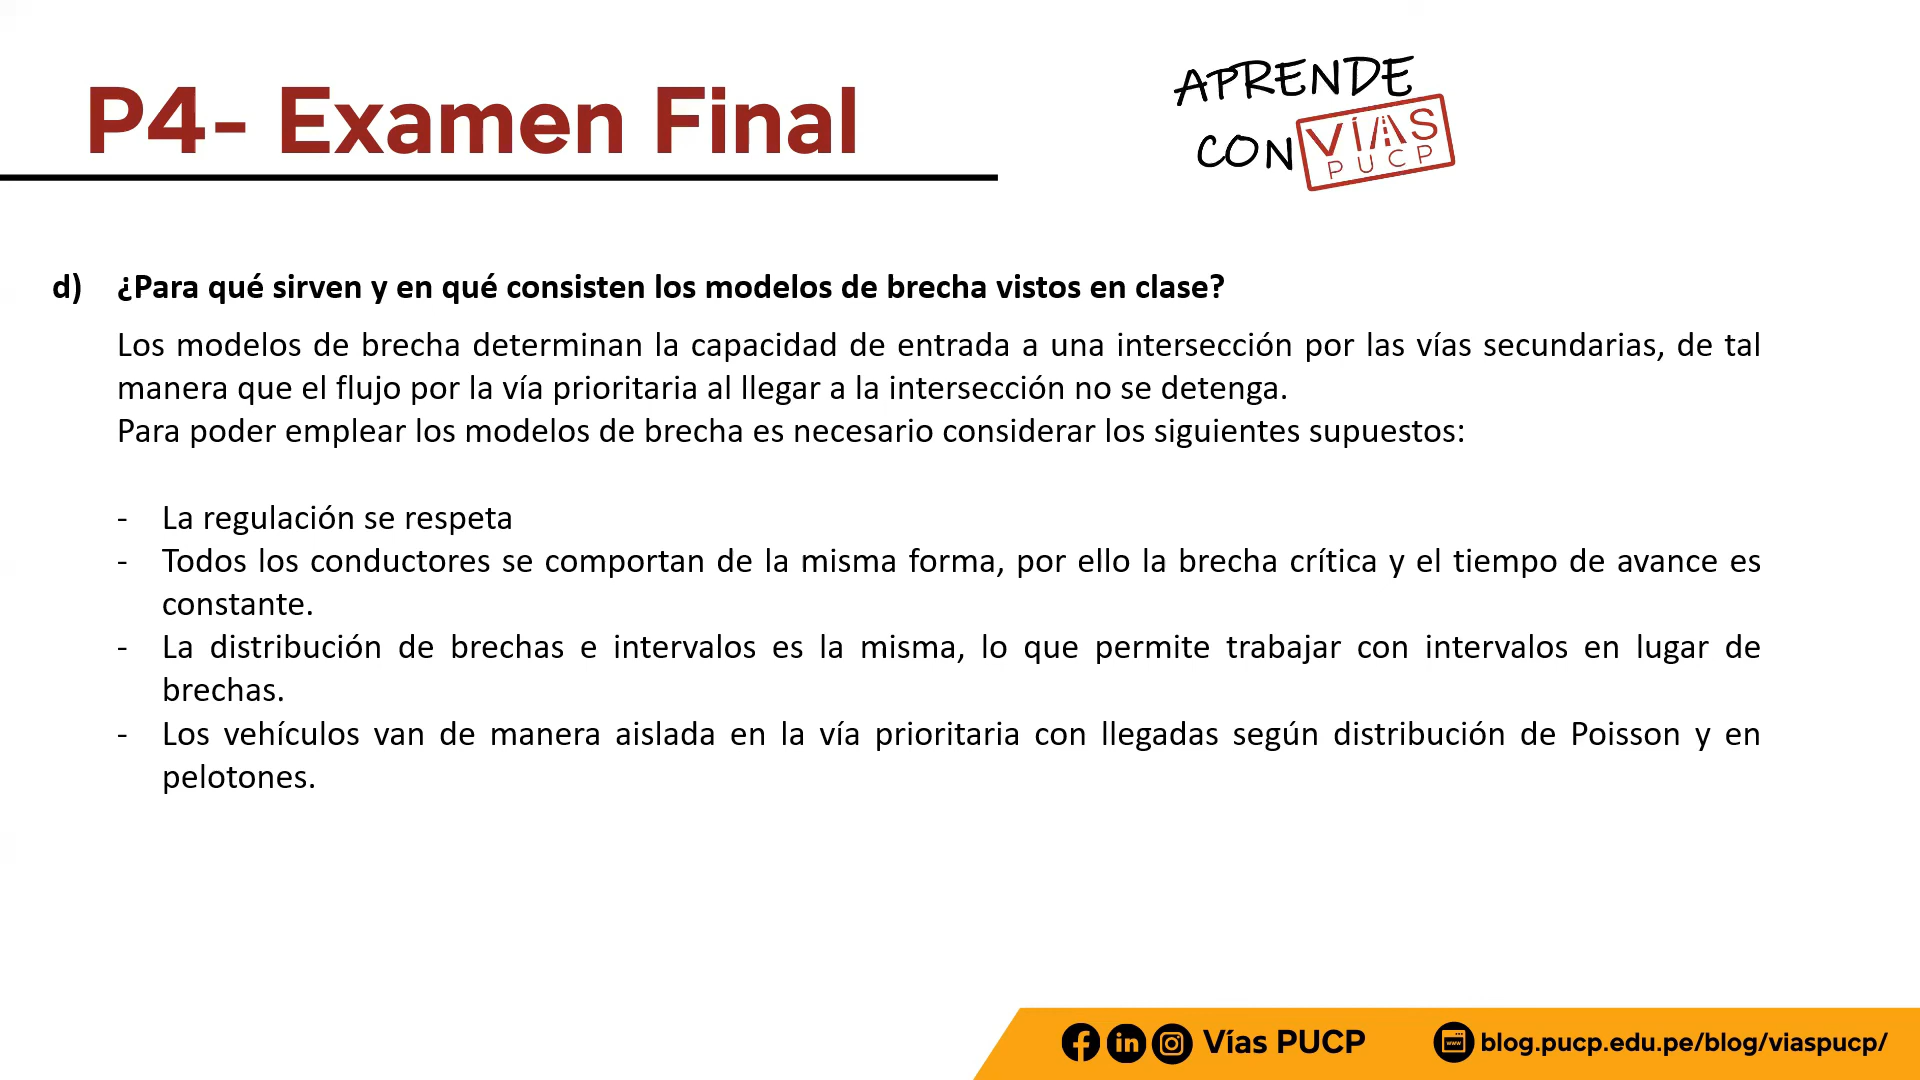 P4- Examen Final
APRENDE
CON VÍAS
PUCP
d) ¿Para qué sirven y en qué consisten los modelos de brecha vistos en clase?
Los modelos de brecha determinan la capacidad de entrada a una intersección por las vías secundarias, de tal
manera que el flujo por la vía prioritaria al llegar a la intersección no se detenga.
Para poder emplear los modelos de brecha es necesario considerar los siguientes supuestos:
- La regulación se respeta
- Todos los conductores se comportan de la misma forma, por ello la brecha crítica y el tiempo de avance es
constante.
- La distribución de brechas e intervalos es la misma, lo que permite trabajar con intervalos en lugar de
brechas.
- Los vehículos van de manera aislada en la vía prioritaria con llegadas según distribución de Poisson y en
pelotones.
Vías PUCP
blog.pucp.edu.pe/blog/viaspucp/